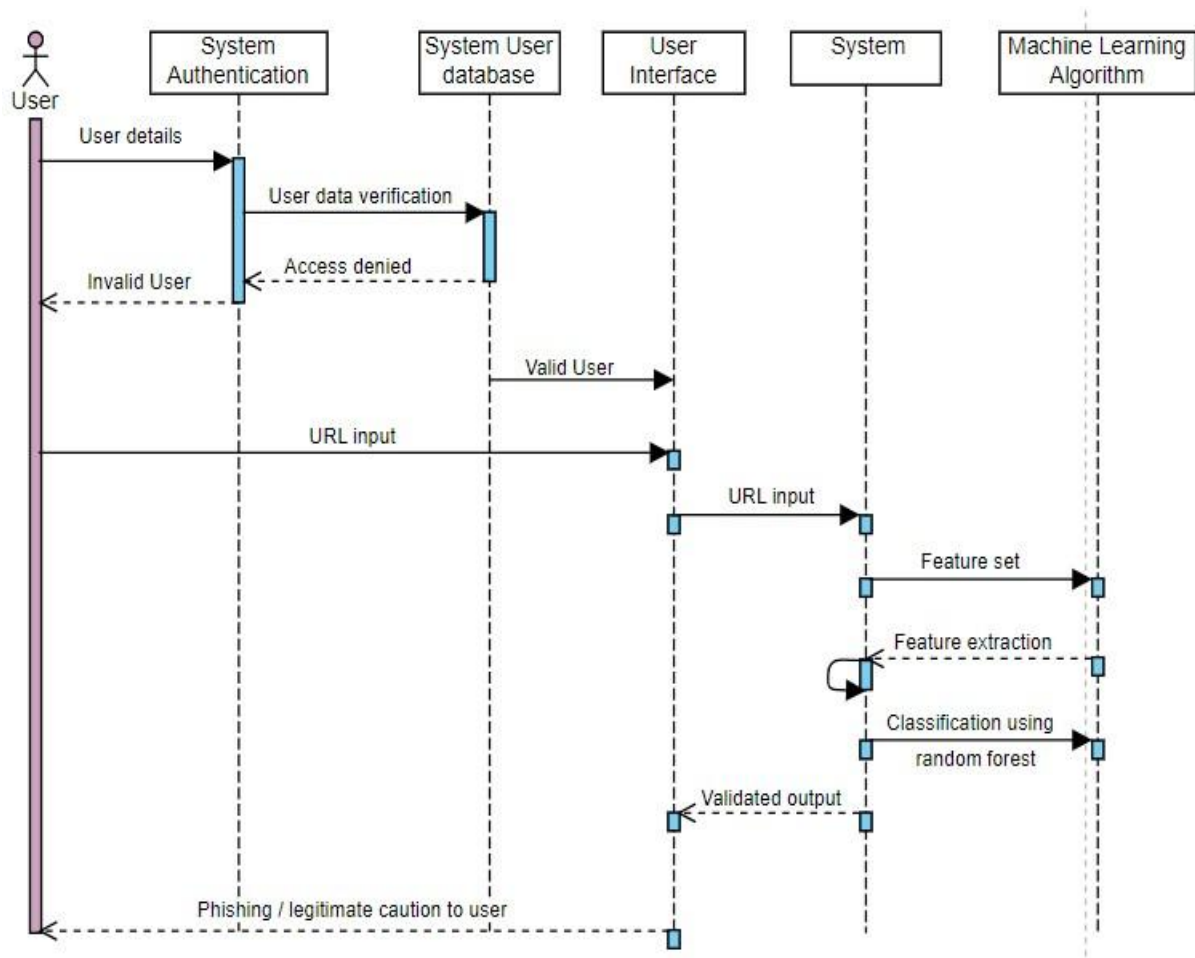 System
Authentication
System User
database
User
Interface
System
Machine Learning
Algorithm
User
User details
User data verification
Access denied
Invalid User
Valid User
URL input
URL input
Feature set
Feature extraction
Classification using
random forest
Validated output
Phishing / legitimate caution to user